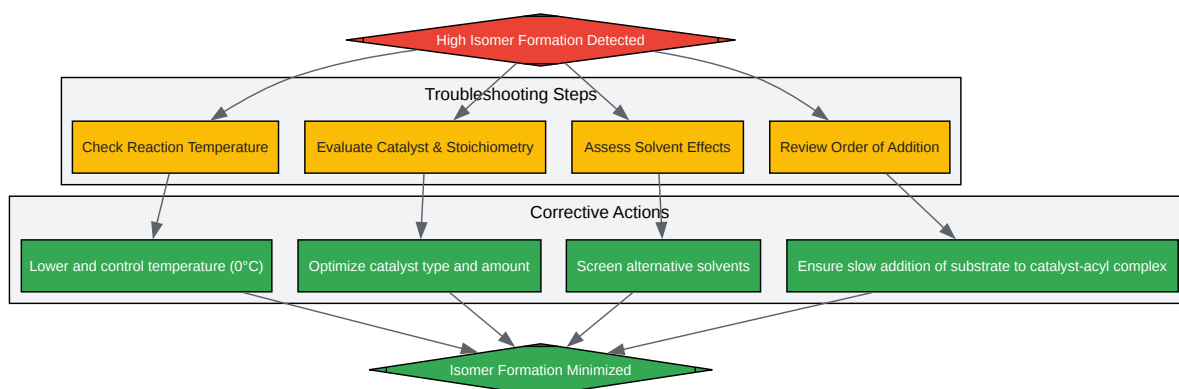 High Isomer Formation Detected
Troubleshooting Steps
Check Reaction Temperature
Evaluate Catalyst & Stoichiometry
Assess Solvent Effects
Review Order of Addition
Corrective Actions
Lower and control temperature (0°C)
Optimize catalyst type and amount
Screen alternative solvents
Ensure slow addition of substrate to catalyst-acyl complex
Isomer Formation Minimized